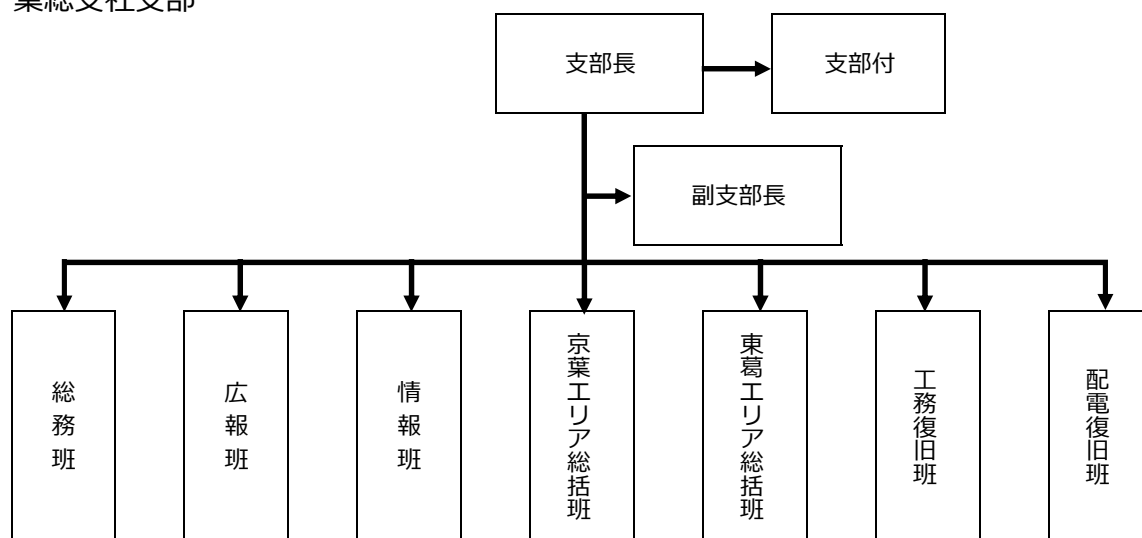 葉総支社支部
支部長
支部付
副支部長
総務班
広報班
情報班
京葉エリア総括班
東葛エリア総括班
工務復旧班
配電復旧班